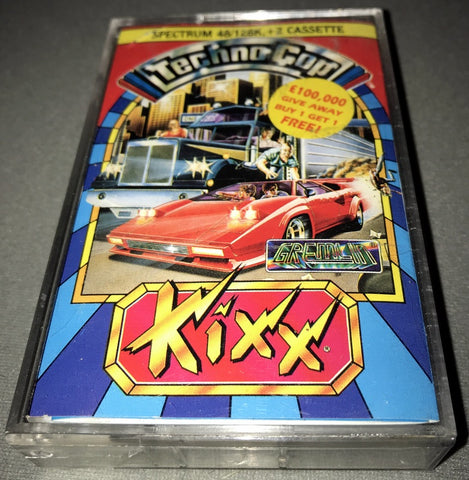 SPECTRUM 48/128K, +2 CASSETTE
Techno Cop
£100,000
GIVE AWAY
BUY 1 GET 1
FREE!
GREMLIN
Kixx